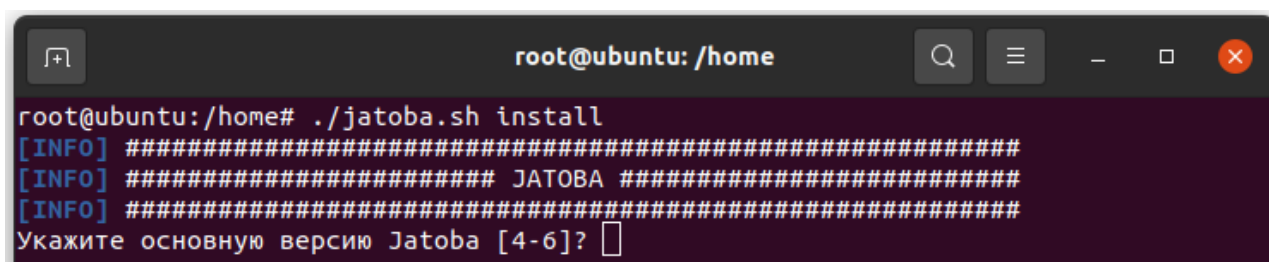 root@ubuntu: /home
root@ubuntu:/home# ./jatoba.sh install
[INFO] ##########################################################
[INFO] ######################## JATOBA ##########################
[INFO] ##########################################################
Укажите основную версию Jatoba [4-6]?